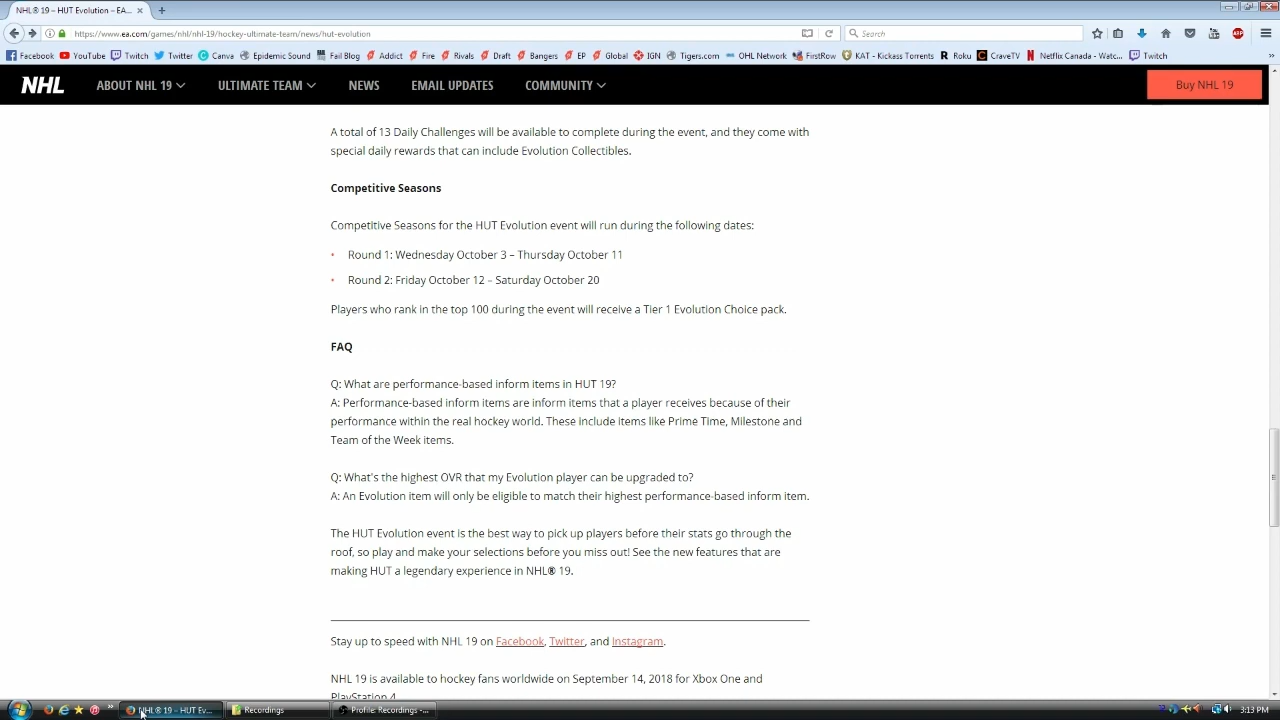 NHL® 19 – HUT Evolution – EA...
https://www.ea.com/games/nhl/nhl-19/hockey-ultimate-team/news/hut-evolution
Search
Facebook YouTube Twitch Twitter Canva Epidemic Sound Fail Blog Addict Fire Rivals Draft Bangers EP Global IGN Tigers.com OHL Network FirstRow KAT - Kickass Torrents Roku CraveTV Netflix Canada - Watc... Twitch
NHL ABOUT NHL 19 ULTIMATE TEAM NEWS EMAIL UPDATES COMMUNITY Buy NHL 19
A total of 13 Daily Challenges will be available to complete during the event, and they come with
special daily rewards that can include Evolution Collectibles.
Competitive Seasons
Competitive Seasons for the HUT Evolution event will run during the following dates:
• Round 1: Wednesday October 3 – Thursday October 11
• Round 2: Friday October 12 – Saturday October 20
Players who rank in the top 100 during the event will receive a Tier 1 Evolution Choice pack.
FAQ
Q: What are performance-based inform items in HUT 19?
A: Performance-based inform items are inform items that a player receives because of their
performance within the real hockey world. These include items like Prime Time, Milestone and
Team of the Week items.
Q: What's the highest OVR that my Evolution player can be upgraded to?
A: An Evolution item will only be eligible to match their highest performance-based inform item.
The HUT Evolution event is the best way to pick up players before their stats go through the
roof, so play and make your selections before you miss out! See the new features that are
making HUT a legendary experience in NHL® 19.
Stay up to speed with NHL 19 on Facebook, Twitter, and Instagram.
NHL 19 is available to hockey fans worldwide on September 14, 2018 for Xbox One and
PlayStation 4
NHL® 19 – HUT Ev... Recordings Profile: Recordings -... 3:13 PM